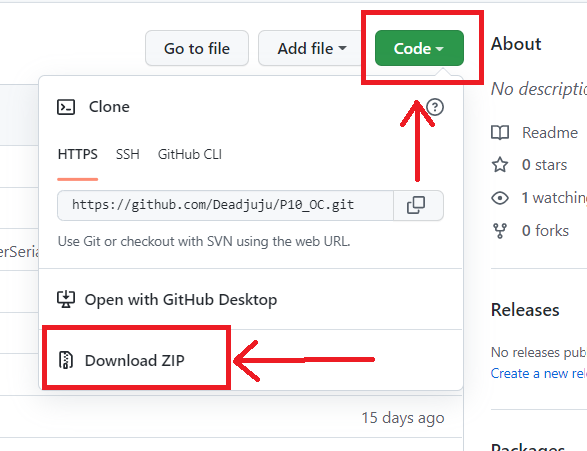 Go to file
Add file
Code
About
No descriptio
Clone
HTTPS SSH GitHub CLI
Readme
0 stars
https://github.com/Deadjuju/P10_OC.git
1 watching
Use Git or checkout with SVN using the web URL.
0 forks
erSeria
Open with GitHub Desktop
Releases
Download ZIP
No releases pub
Create a new rele
15 days ago
Packages